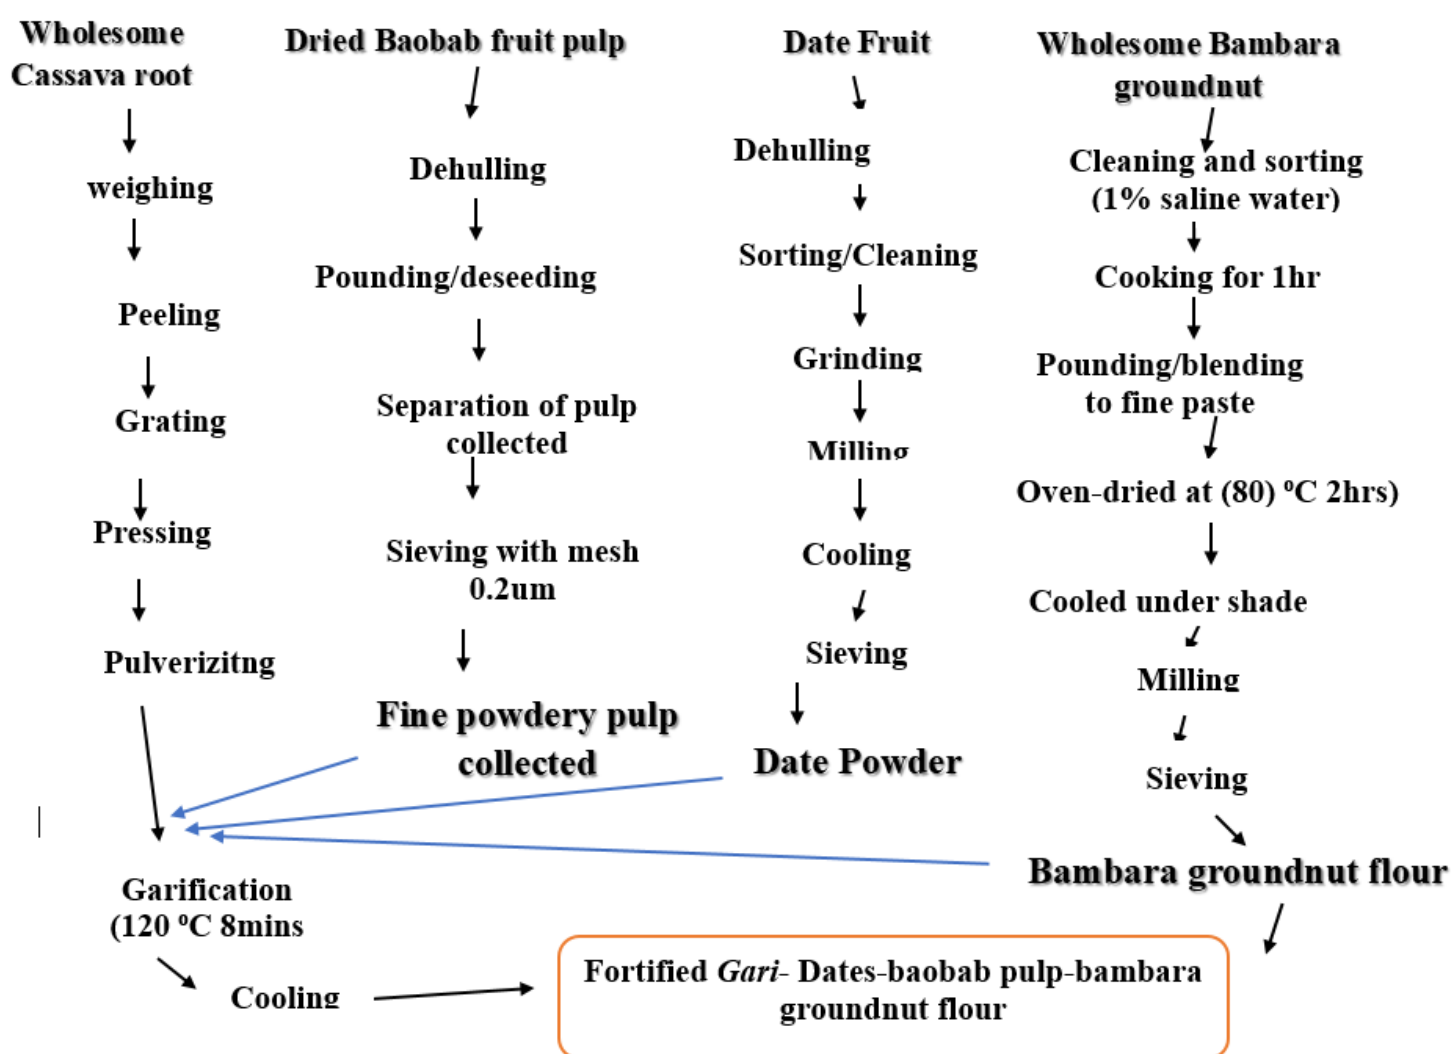 Wholesome
Cassava root
weighing
Peeling
Grating
Pressing
Pulverizitng
Garification
(120 ⁰C 8mins
Cooling
Dried Baobab fruit pulp
Dehulling
Pounding/deseeding
Separation of pulp
collected
Sieving with mesh
0.2um
Fine powdery pulp
collected
Date Fruit
Dehulling
Sorting/Cleaning
Grinding
Milling
Cooling
Sieving
Date Powder
Wholesome Bambara
groundnut
Cleaning and sorting
(1% saline water)
Cooking for 1hr
Pounding/blending
to fine paste
Oven-dried at (80) ⁰C 2hrs)
Cooled under shade
Milling
Sieving
Bambara groundnut flour
Fortified Gari- Dates-baobab pulp-bambara
groundnut flour